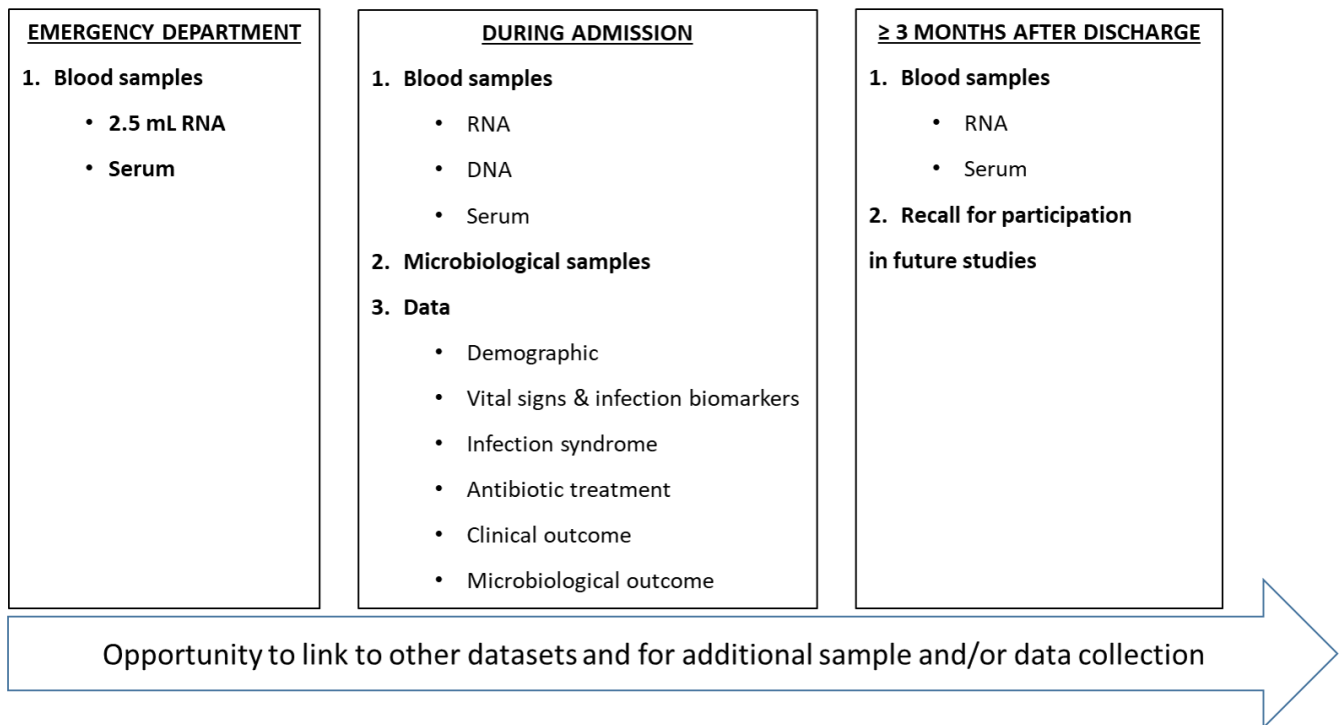 EMERGENCY DEPARTMENT
1. Blood samples
• 2.5 mL RNA
• Serum
DURING ADMISSION
1. Blood samples
• RNA
• DNA
• Serum
2. Microbiological samples
3. Data
• Demographic
• Vital signs & infection biomarkers
• Infection syndrome
• Antibiotic treatment
• Clinical outcome
• Microbiological outcome
≥ 3 MONTHS AFTER DISCHARGE
1. Blood samples
• RNA
• Serum
2. Recall for participation
in future studies
Opportunity to link to other datasets and for additional sample and/or data collection